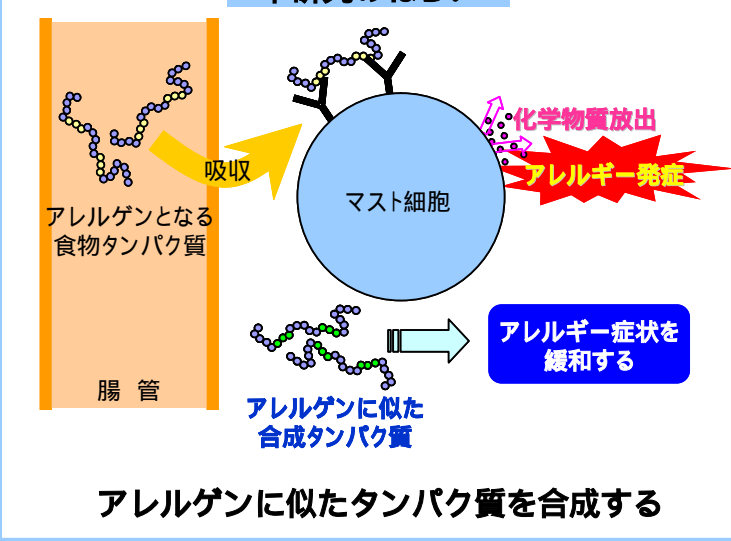 化学物質放出
アレルギー発症
吸収
マスト細胞
アレルゲンとなる
食物タンパク質
アレルギー症状を
緩和する
腸 管
アレルゲンに似た
合成タンパク質
アレルゲンに似たタンパク質を合成する